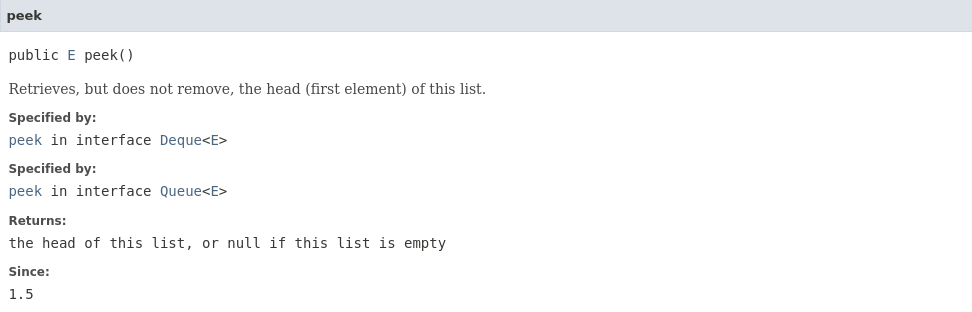 peek
public E peek()
Retrieves, but does not remove, the head (first element) of this list.
Specified by:
peek in interface Deque<E>
Specified by:
peek in interface Queue<E>
Returns:
the head of this list, or null if this list is empty
Since:
1.5